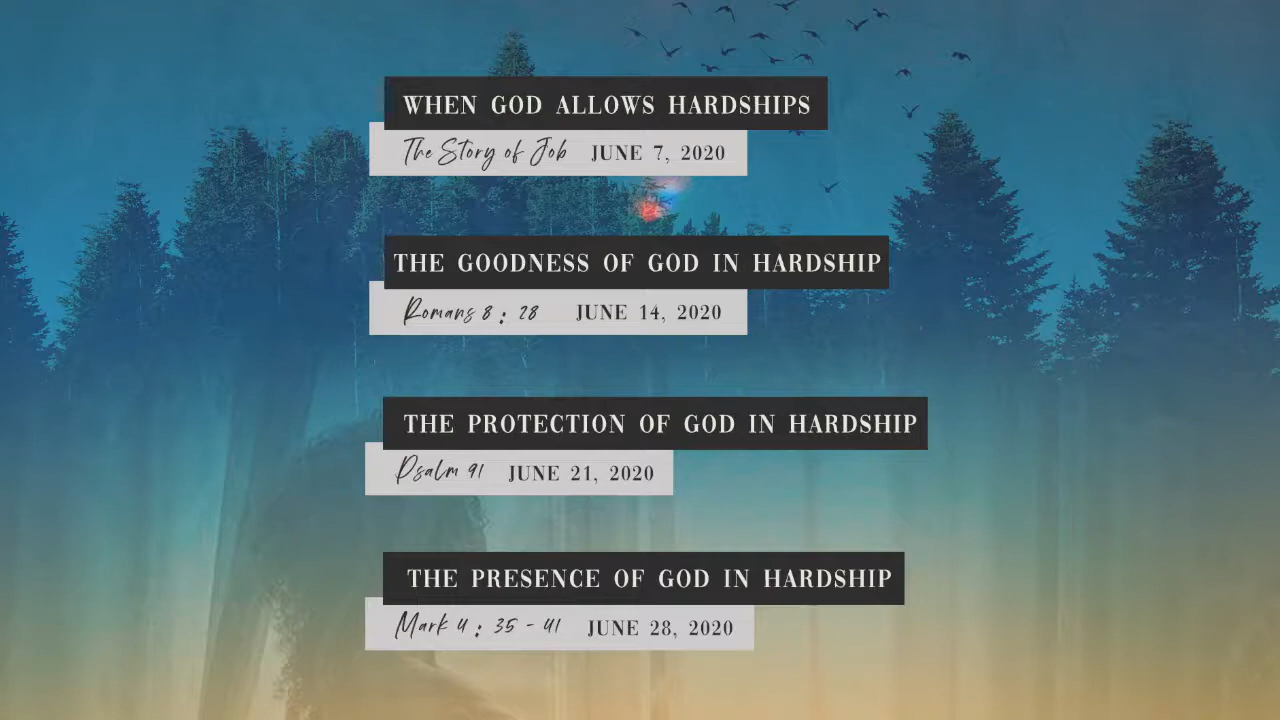 WHEN GOD ALLOWS HARDSHIPS
The Story of Job JUNE 7, 2020
THE GOODNESS OF GOD IN HARDSHIP
Romans 8 : 28 JUNE 14, 2020
THE PROTECTION OF GOD IN HARDSHIP
Psalm 91 JUNE 21, 2020
THE PRESENCE OF GOD IN HARDSHIP
Mark 4 : 35 - 41 JUNE 28, 2020